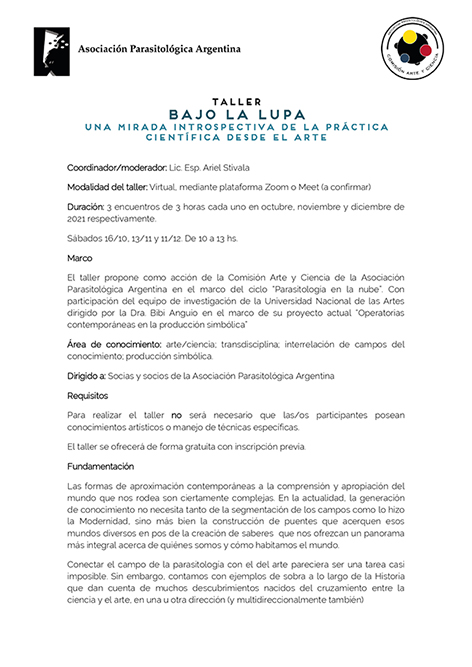 Asociación Parasitológica Argentina
COMISIÓN ARTE Y CIENCIA
TALLER
BAJO LA LUPA
UNA MIRADA INTROSPECTIVA DE LA PRÁCTICA
CIENTÍFICA DESDE EL ARTE
Coordinador/moderador: Lic. Esp. Ariel Stivala
Modalidad del taller: Virtual, mediante plataforma Zoom o Meet (a confirmar)
Duración: 3 encuentros de 3 horas cada uno en octubre, noviembre y diciembre de
2021 respectivamente.
Sábados 16/10, 13/11 y 11/12. De 10 a 13 hs.
Marco
El taller propone como acción de la Comisión Arte y Ciencia de la Asociación
Parasitológica Argentina en el marco del ciclo "Parasitología en la nube". Con
participación del equipo de investigación de la Universidad Nacional de las Artes
dirigido por la Dra. Bibi Anguio en el marco de su proyecto actual "Operatorias
contemporáneas en la producción simbólica"
Área de conocimiento: arte/ciencia; transdisciplina; interrelación de campos del
conocimiento; producción simbólica.
Dirigido a: Socias y socios de la Asociación Parasitológica Argentina
Requisitos
Para realizar el taller no será necesario que las/os participantes posean
conocimientos artísticos o manejo de técnicas específicas.
El taller se ofrecerá de forma gratuita con inscripción previa.
Fundamentación
Las formas de aproximación contemporáneas a la comprensión y apropiación del
mundo que nos rodea son ciertamente complejas. En la actualidad, la generación
de conocimiento no necesita tanto de la segmentación de los campos como lo hizo
la Modernidad, sino más bien la construcción de puentes que acerquen esos
mundos diversos en pos de la creación de saberes que nos ofrezcan un panorama
más integral acerca de quiénes somos y cómo habitamos el mundo.
Conectar el campo de la parasitología con el del arte pareciera ser una tarea casi
imposible. Sin embargo, contamos con ejemplos de sobra a lo largo de la Historia
que dan cuenta de muchos descubrimientos nacidos del cruzamiento entre la
ciencia y el arte, en una u otra dirección (y multidireccionalmente también)